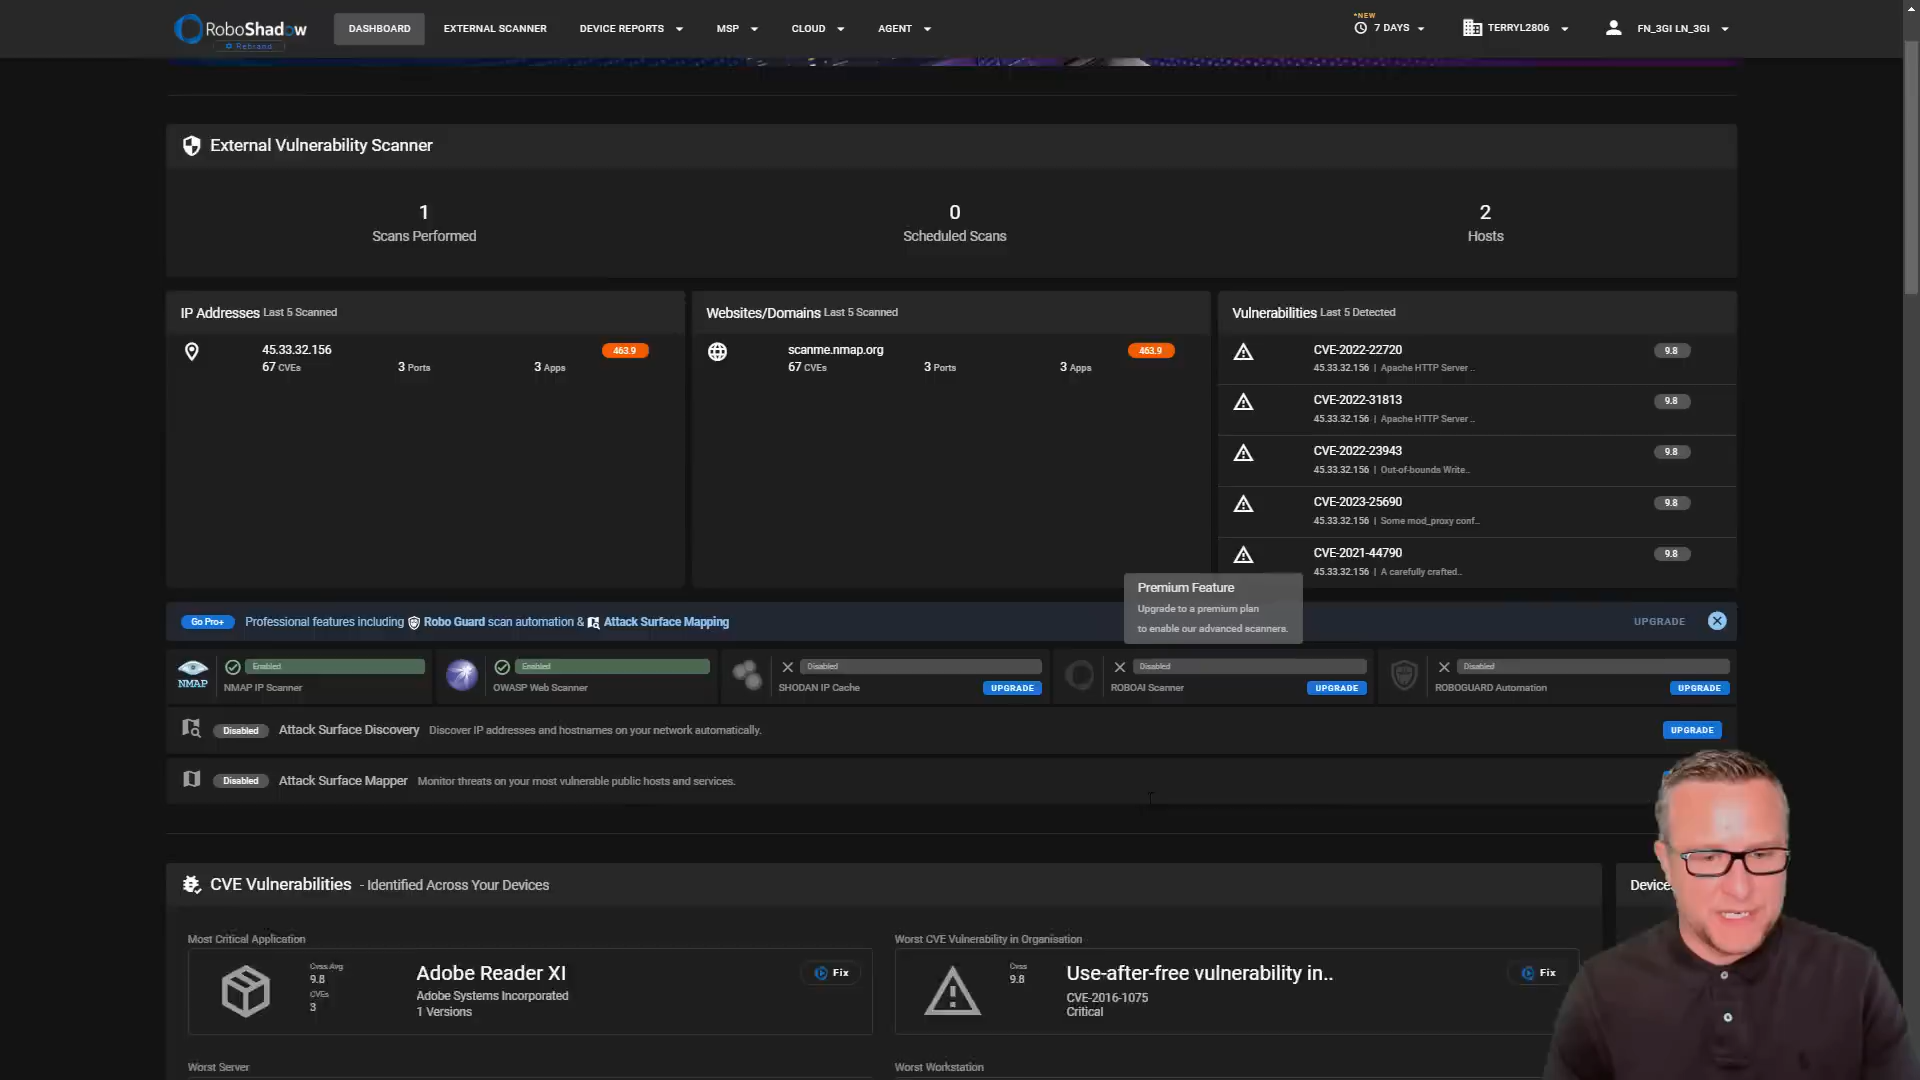 RoboShadow
Rebrand
DASHBOARD
EXTERNAL SCANNER
DEVICE REPORTS
MSP
CLOUD
AGENT
*NEW
7 DAYS
TERRYL2806
FN_3GI LN_3GI
External Vulnerability Scanner
1
Scans Performed
0
Scheduled Scans
2
Hosts
IP Addresses Last 5 Scanned
45.33.32.156
463.9
67 CVEs
3 Ports
3 Apps
Websites/Domains Last 5 Scanned
scanme.nmap.org
463.9
67 CVEs
3 Ports
3 Apps
Vulnerabilities Last 5 Detected
CVE-2022-22720
9.8
45.33.32.156 | Apache HTTP Server ..
CVE-2022-31813
9.8
45.33.32.156 | Apache HTTP Server ..
CVE-2022-23943
9.8
45.33.32.156 | Out-of-bounds Write..
CVE-2023-25690
9.8
45.33.32.156 | Some mod_proxy conf..
CVE-2021-44790
9.8
45.33.32.156 | A carefully crafted..
Premium Feature
Upgrade to a premium plan
to enable our advanced scanners.
Go Pro+
Professional features including Robo Guard scan automation & Attack Surface Mapping
UPGRADE
NMAP
Enabled
NMAP IP Scanner
Enabled
OWASP Web Scanner
Disabled
SHODAN IP Cache
UPGRADE
Disabled
ROBOAI Scanner
UPGRADE
Disabled
ROBOGUARD Automation
UPGRADE
Disabled
Attack Surface Discovery
Discover IP addresses and hostnames on your network automatically.
UPGRADE
Disabled
Attack Surface Mapper
Monitor threats on your most vulnerable public hosts and services.
CVE Vulnerabilities - Identified Across Your Devices
Most Critical Application
Cvss Avg
9.8
CVEs
3
Adobe Reader XI
Adobe Systems Incorporated
1 Versions
Fix
Worst CVE Vulnerability in Organisation
Cvss
9.8
Use-after-free vulnerability in..
CVE-2016-1075
Critical
Fix
Worst Server
Worst Workstation